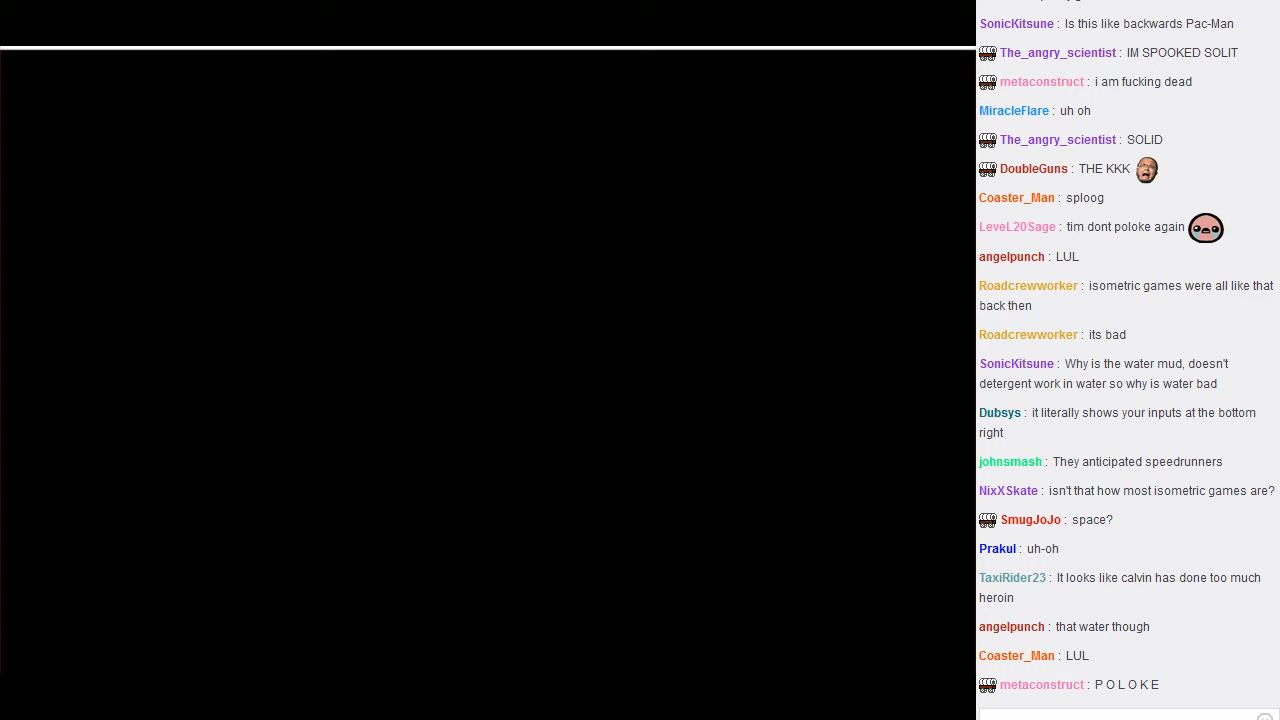 SonicKitsune : Is this like backwards Pac-Man
The_angry_scientist : IM SPOOKED SOLIT
metaconstruct : i am fucking dead
MiracleFlare : uh oh
The_angry_scientist : SOLID
DoubleGuns : THE KKK
Coaster_Man : sploog
LeveL20Sage : tim dont poloke again
angelpunch : LUL
Roadcrewworker : isometric games were all like that
back then
Roadcrewworker : its bad
SonicKitsune : Why is the water mud, doesn't
detergent work in water so why is water bad
Dubsys : it literally shows your inputs at the bottom
right
johnsmash : They anticipated speedrunners
NixXSkate : isn't that how most isometric games are?
SmugJoJo : space?
Prakul : uh-oh
TaxiRider23 : It looks like calvin has done too much
heroin
angelpunch : that water though
Coaster_Man : LUL
metaconstruct : P O L O K E